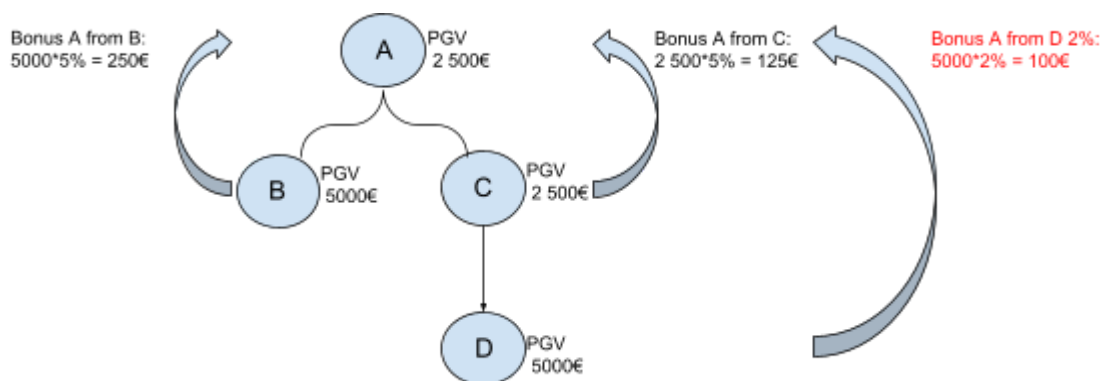 Bonus A from B:
5000*5% = 250€
A
PGV
2 500€
Bonus A from C:
2 500*5% = 125€
Bonus A from D 2%:
5000*2% = 100€
B
PGV
5000€
C
PGV
2 500€
D
PGV
5000€